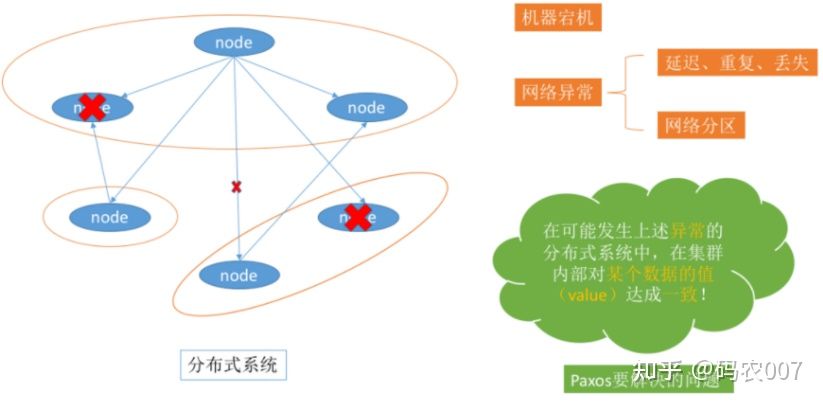 node
机器宕机
延迟、重复、丢失
网络异常
node
node
网络分区
node
node
node
在可能发生上述异常的
分布式系统中，在集群
内部对某个数据的值
（value）达成一致！
分布式系统
Paxos要解决的问题
知乎 @码农007